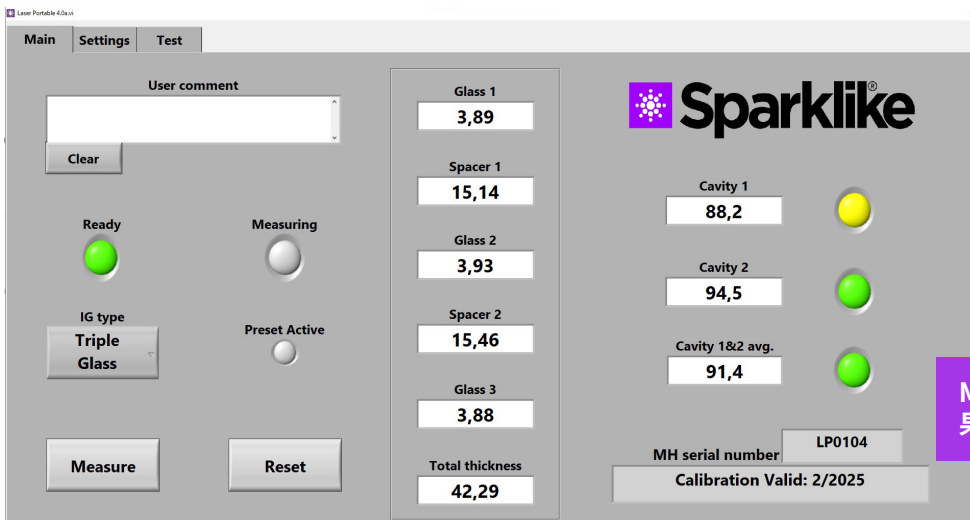 Laser Portable 4.0a.vi
Main Settings Test
User comment
Clear
Ready
Measuring
IG type
Triple
Glass
Preset Active
Measure
Reset
Glass 1
3,89
Spacer 1
15,14
Glass 2
3,93
Spacer 2
15,46
Glass 3
3,88
Total thickness
42,29
Sparklike®
Cavity 1
88,2
Cavity 2
94,5
Cavity 1&2 avg.
91,4
MH serial number
LP0104
Calibration Valid: 2/2025